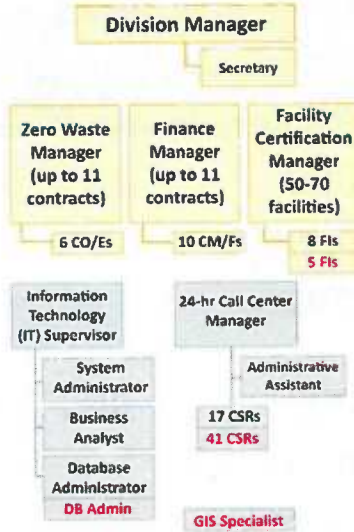 Division Manager
Secretary
Zero Waste
Manager
(up to 11
contracts)
6 CO/Es
Finance
Manager
(up to 11
contracts)
10 CM/Fs
Facility
Certification
Manager
(50-70
facilities)
8 FIs
5 FIs
Information
Technology
(IT) Supervisor
System
Administrator
Business
Analyst
Database
Administrator
DB Admin
24-hr Call Center
Manager
Administrative
Assistant
17 CSRs
41 CSRs
GIS Specialist